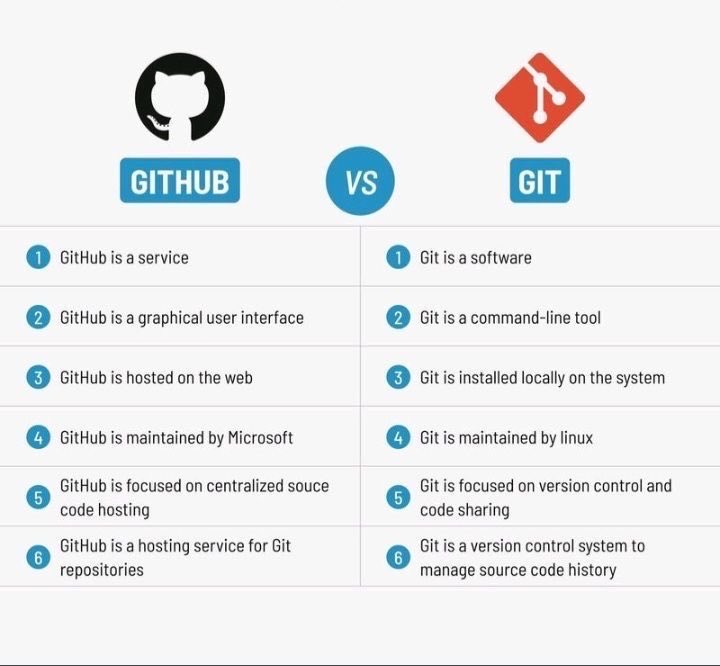 GITHUB
VS
GIT
1 GitHub is a service
1 Git is a software
2 GitHub is a graphical user interface
2 Git is a command-line tool
3 GitHub is hosted on the web
3 Git is installed locally on the system
4 GitHub is maintained by Microsoft
4 Git is maintained by linux
5 GitHub is focused on centralized souce
code hosting
5 Git is focused on version control and
code sharing
6 GitHub is a hosting service for Git
repositories
6 Git is a version control system to
manage source code history